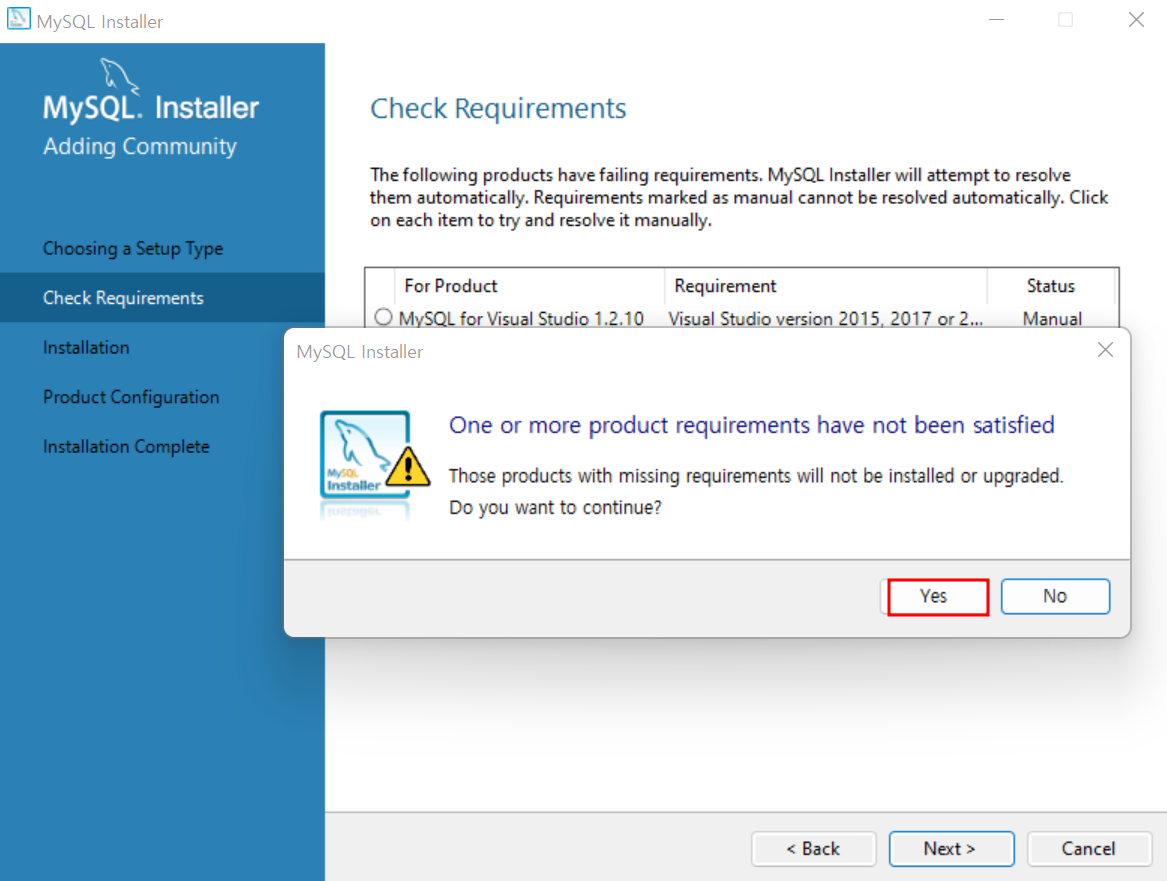 MySQL Installer
MySQL. Installer
Adding Community
Choosing a Setup Type
Check Requirements
Installation
Product Configuration
Installation Complete
Check Requirements
The following products have failing requirements. MySQL Installer will attempt to resolve
them automatically. Requirements marked as manual cannot be resolved automatically. Click
on each item to try and resolve it manually.
For Product Requirement Status
MySQL for Visual Studio 1.2.10 Visual Studio version 2015, 2017 or 2... Manual
MySQL Installer
MySQL
Installer
One or more product requirements have not been satisfied
Those products with missing requirements will not be installed or upgraded.
Do you want to continue?
Yes No
< Back Next > Cancel